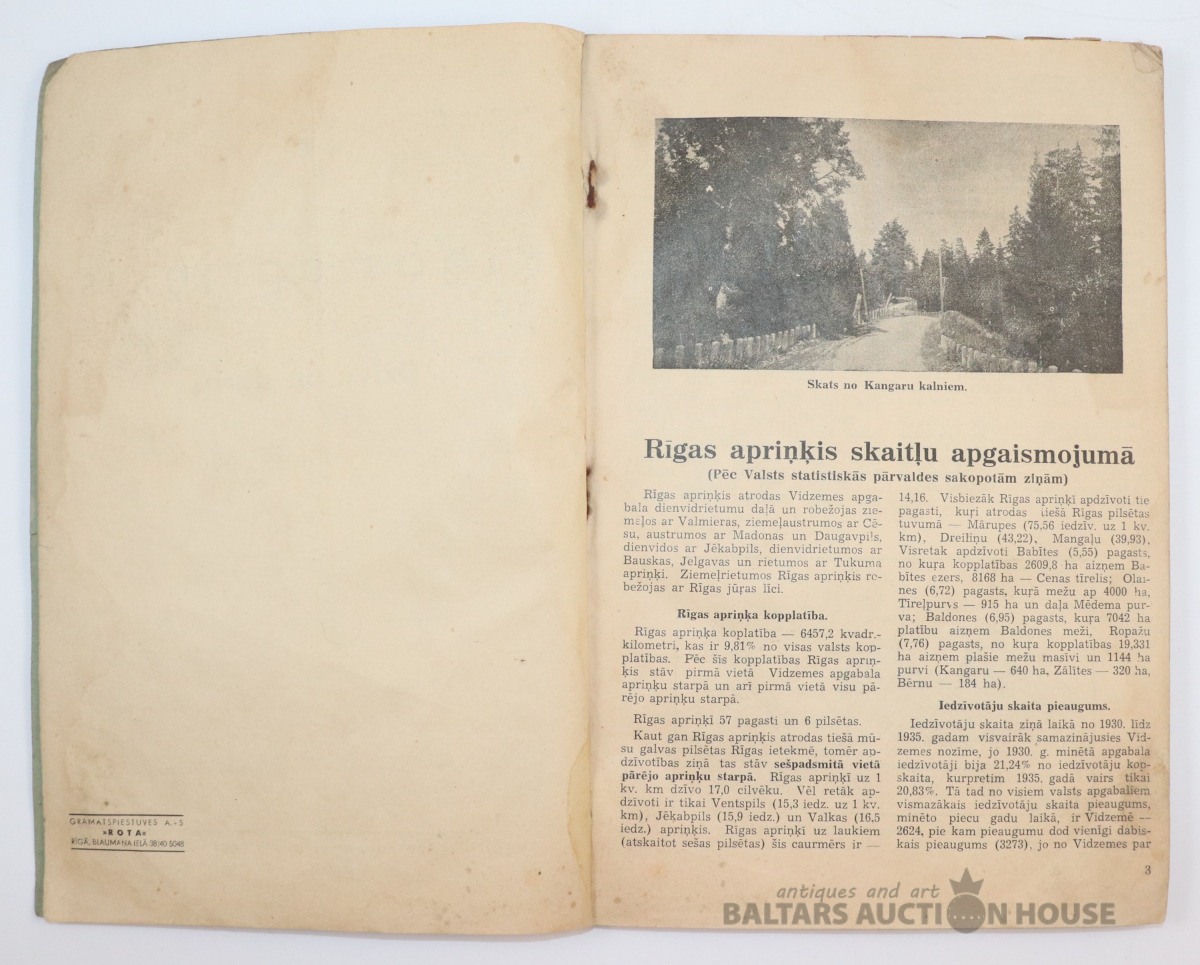 GRĀMATSPIESTUVES A.-S
»ROTA«
RĪGĀ, BLAUMAŅA IELĀ 38/40 5048
Skats no Kangaru kalniem.
Rīgas apriņķis skaitļu apgaismojumā
(Pēc Valsts statistiskās pārvaldes sakopotām ziņām)
Rīgas apriņķis atrodas Vidzemes apga-
bala dienvidrietumu daļā un robežojas zie-
meļos ar Valmieras, ziemeļaustrumos ar Cē-
su, austrumos ar Madonas un Daugavpils,
dienvidos ar Jēkabpils, dienvidrietumos ar
Bauskas, Jelgavas un rietumos ar Tukuma
apriņķi. Ziemeļrietumos Rīgas apriņķis ro-
bežojas ar Rīgas jūras līci.
Rīgas apriņķa kopplatība.
Rīgas apriņķa koplatība — 6457,2 kvadr.-
kilometri, kas ir 9,81% no visas valsts kop-
platības. Pēc šīs kopplatības Rīgas apriņ-
ķis stāv pirmā vietā Vidzemes apgabala
apriņķu starpā un arī pirmā vietā visu pā-
rējo apriņķu starpā.
Rīgas apriņķī 57 pagasti un 6 pilsētas.
Kaut gan Rīgas apriņķis atrodas tiešā mū-
su galvas pilsētas Rīgas ietekmē, tomēr ap-
dzīvotības ziņā tas stāv sešpadsmitā vietā
pārējo apriņķu starpā. Rīgas apriņķī uz 1
kv. km dzīvo 17,0 cilvēku. Vēl retāk ap-
dzīvoti ir tikai Ventspils (15,3 iedz. uz 1 kv.
km), Jēkabpils (15,9 iedz.) un Valkas (16,5
iedz.) apriņķis. Rīgas apriņķī uz laukiem
(atskaitot sešas pilsētas) šis caurmērs ir —
14,16. Visbiezāk Rīgas apriņķī apdzīvoti tie
pagasti, kuŗi atrodas tiešā Rīgas pilsētas
tuvumā — Mārupes (75,56 iedzīv. uz 1 kv.
km), Dreiliņu (43,22), Mangaļu (39,93),
Visretak apdzīvoti Babītes (5,55) pagasts,
no kuŗa kopplatības 2609,8 ha aizņem Ba-
bītes ezers, 8168 ha — Cenas tīrelis; Olai-
nes (6,72) pagasts, kuŗā mežu ap 4000 ha,
Tīreļpurvs — 915 ha un daļa Mēdema pur-
va; Baldones (6,95) pagasts, kuŗa 7042 ha
platību aizņem Baldones meži, Ropažu
(7,76) pagasts, no kuŗa kopplatības 19,331
ha aizņem plašie mežu masīvi un 1144 ha
purvi (Kangaru — 640 ha, Zālītes — 320 ha,
Bērnu — 184 ha).
Iedzīvotāju skaita pieaugums.
Iedzīvotāju skaita ziņā laikā no 1930. līdz
1935. gadam visvairāk samazinājusies Vid-
zemes nozīme, jo 1930. g. minētā apgabala
iedzīvotāji bija 21,24% no iedzīvotāju kop-
skaita, kurpretim 1935. gadā vairs tikai
20,83%. Tā tad no visiem valsts apgabaliem
vismazākais iedzīvotāju skaita pieaugums,
minēto piecu gadu laikā, ir Vidzemē —
2624, pie kam pieaugumu dod vienīgi dabis-
kais pieaugums (3273), jo no Vidzemes par
3
antiques and art
BALTARS AUCTION HOUSE